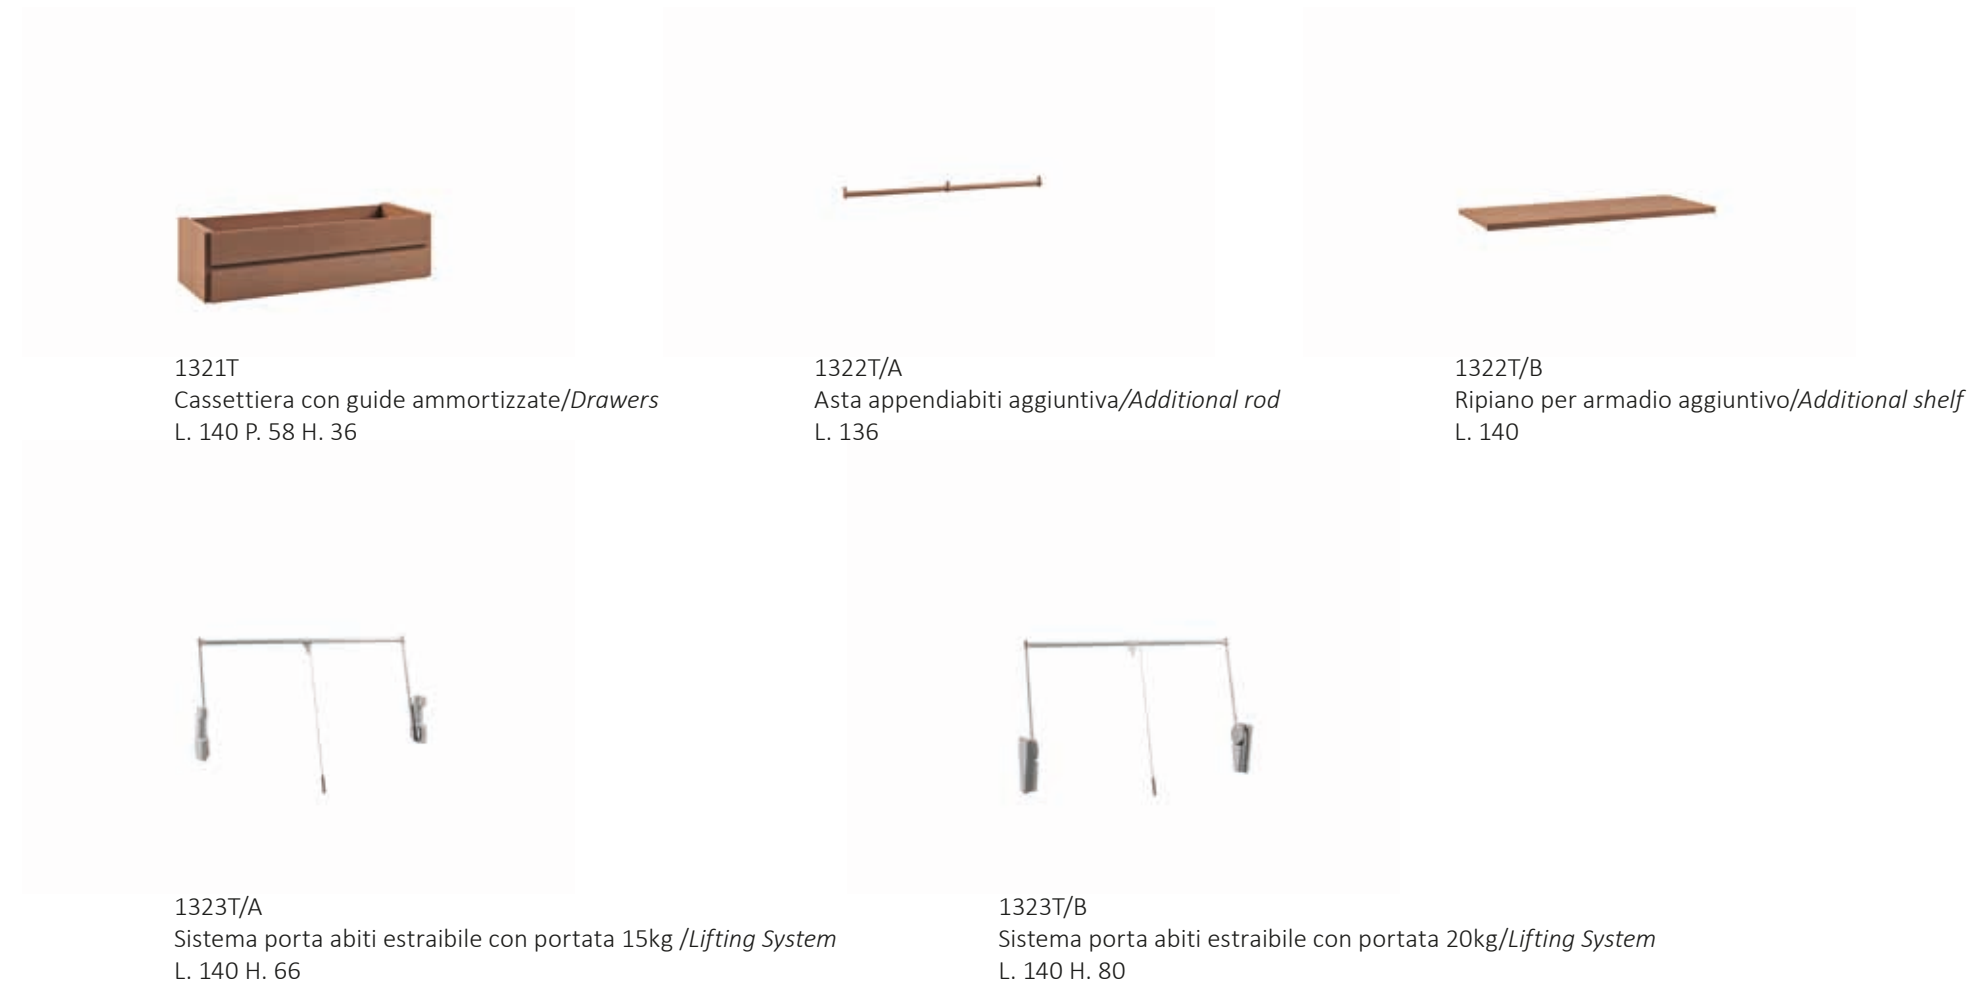 1321T
Cassettiera con guide ammortizzate/Drawers
L. 140 P. 58 H. 36
1322T/A
Asta appendiabiti aggiuntiva/Additional rod
L. 136
1322T/B
Ripiano per armadio aggiuntivo/Additional shelf
L. 140
1323T/A
Sistema porta abiti estraibile con portata 15kg /Lifting System
L. 140 H. 66
1323T/B
Sistema porta abiti estraibile con portata 20kg/Lifting System
L. 140 H. 80